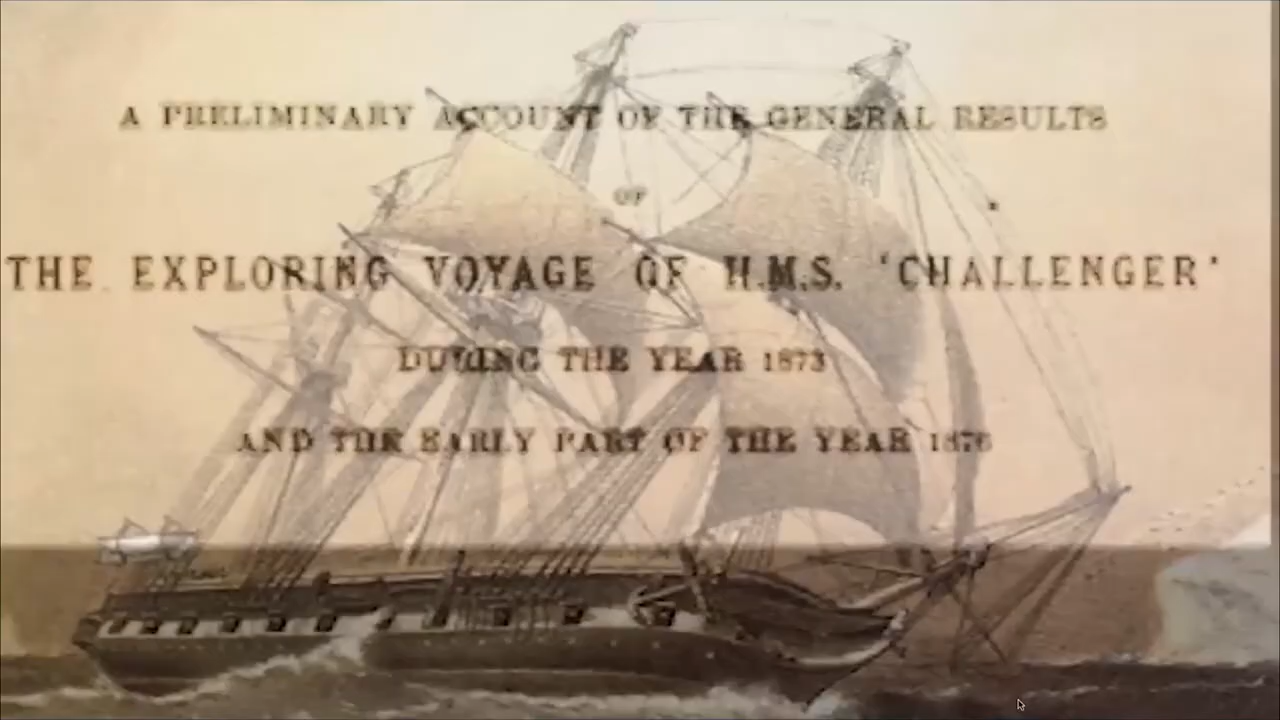 A PRELIMINARY ACCOUNT OF THE GENERAL RESULTS
OF
THE EXPLORING VOYAGE OF H.M.S. 'CHALLENGER'
DURING THE YEAR 1873
AND THE EARLY PART OF THE YEAR 1876